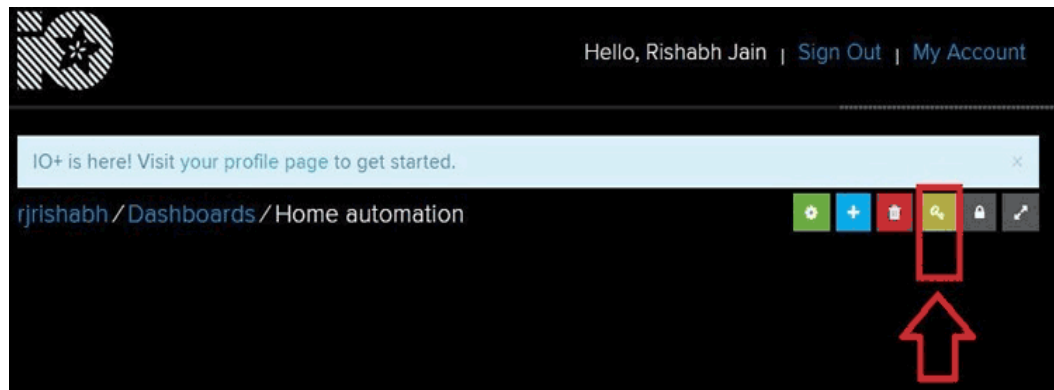 iO
Hello, Rishabh Jain | Sign Out | My Account
IO+ is here! Visit your profile page to get started. ×
rjrishabh / Dashboards / Home automation